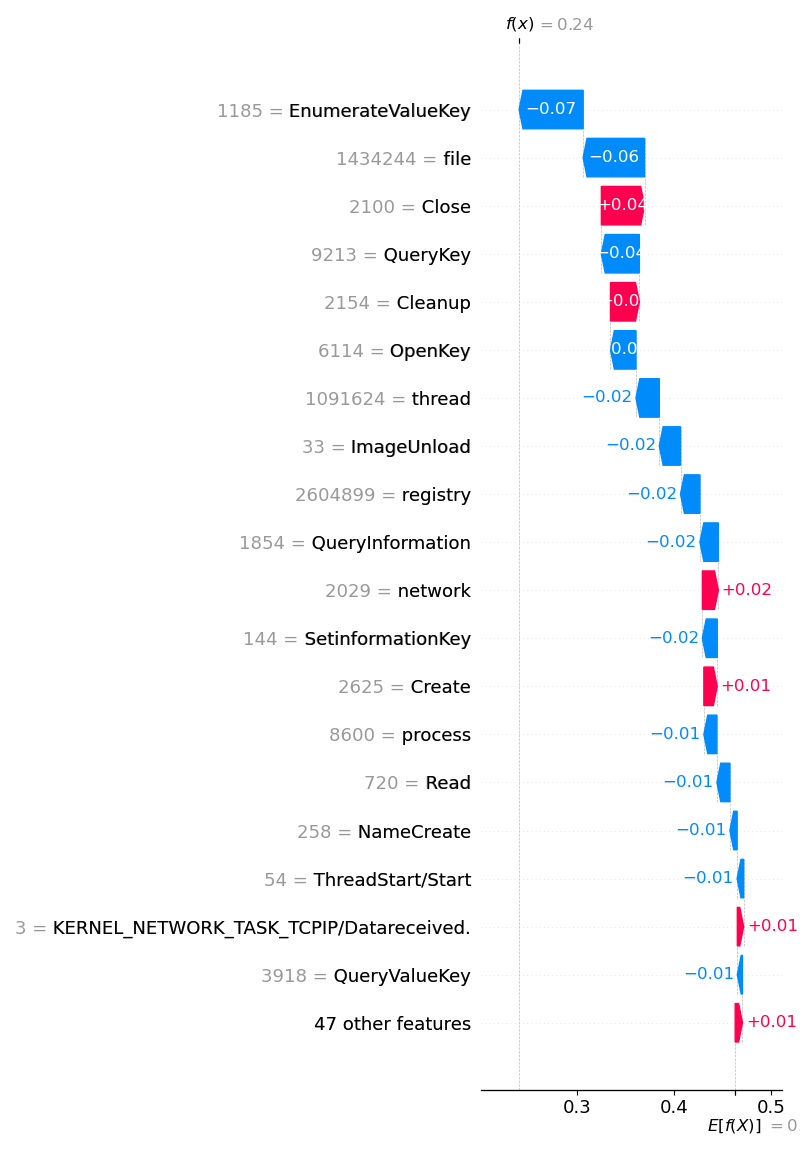 f(x) = 0.24
1185 = EnumerateValueKey −0.07
1434244 = file −0.06
2100 = Close +0.04
9213 = QueryKey −0.04
2154 = Cleanup
6114 = OpenKey
1091624 = thread −0.02
33 = ImageUnload −0.02
2604899 = registry −0.02
1854 = QueryInformation −0.02
2029 = network +0.02
144 = SetinformationKey −0.02
2625 = Create +0.01
8600 = process −0.01
720 = Read −0.01
258 = NameCreate −0.01
54 = ThreadStart/Start −0.01
3 = KERNEL_NETWORK_TASK_TCPIP/Datareceived. +0.01
3918 = QueryValueKey −0.01
47 other features +0.01
0.3 0.4 0.5
E[f(X)] = 0.